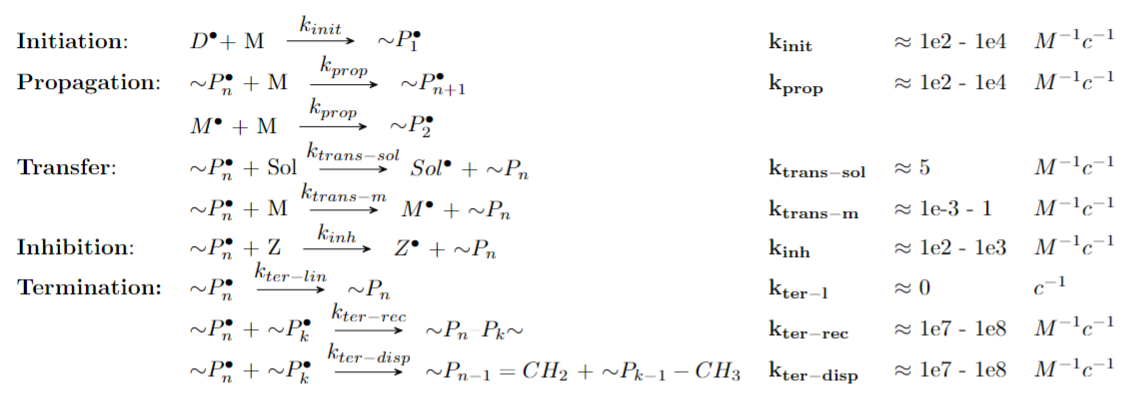 Initiation: D• + M —k_init→ ∼P₁• k_init ≈ 1e2 - 1e4 M⁻¹c⁻¹
Propagation: ∼Pₙ• + M —k_prop→ ∼Pₙ₊₁• k_prop ≈ 1e2 - 1e4 M⁻¹c⁻¹
M• + M —k_prop→ ∼P₂•
Transfer: ∼Pₙ• + Sol —k_trans−sol→ Sol• + ∼Pₙ k_trans−sol ≈ 5 M⁻¹c⁻¹
∼Pₙ• + M —k_trans−m→ M• + ∼Pₙ k_trans−m ≈ 1e-3 - 1 M⁻¹c⁻¹
Inhibition: ∼Pₙ• + Z —k_inh→ Z• + ∼Pₙ k_inh ≈ 1e2 - 1e3 M⁻¹c⁻¹
Termination: ∼Pₙ• —k_ter−lin→ ∼Pₙ k_ter−l ≈ 0 c⁻¹
∼Pₙ• + ∼Pₖ• —k_ter−rec→ ∼Pₙ–Pₖ∼ k_ter−rec ≈ 1e7 - 1e8 M⁻¹c⁻¹
∼Pₙ• + ∼Pₖ• —k_ter−disp→ ∼Pₙ₋₁ = CH₂ + ∼Pₖ₋₁ − CH₃ k_ter−disp ≈ 1e7 - 1e8 M⁻¹c⁻¹